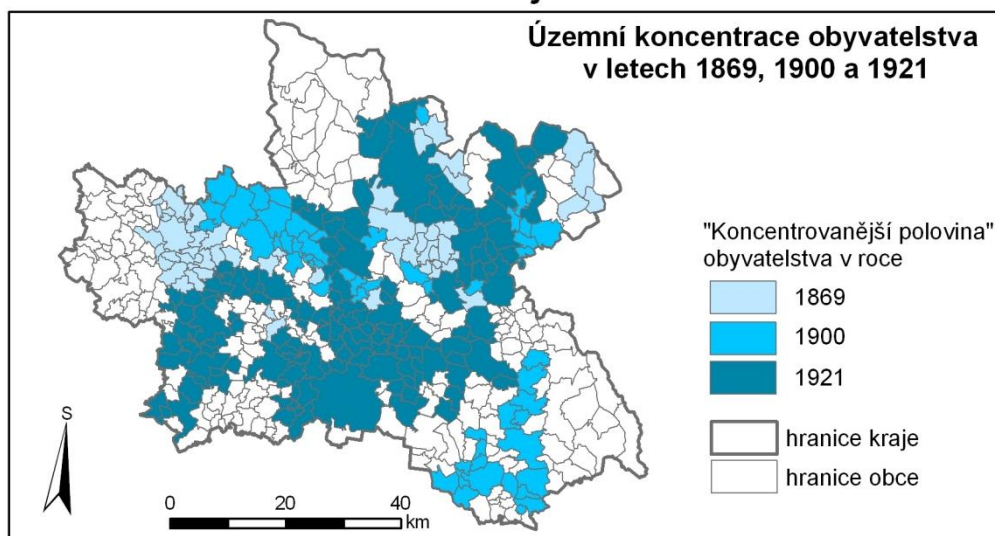 Územní koncentrace obyvatelstva
v letech 1869, 1900 a 1921
"Koncentrovanější polovina"
obyvatelstva v roce
1869
1900
1921
hranice kraje
hranice obce
S
0 20 40
km